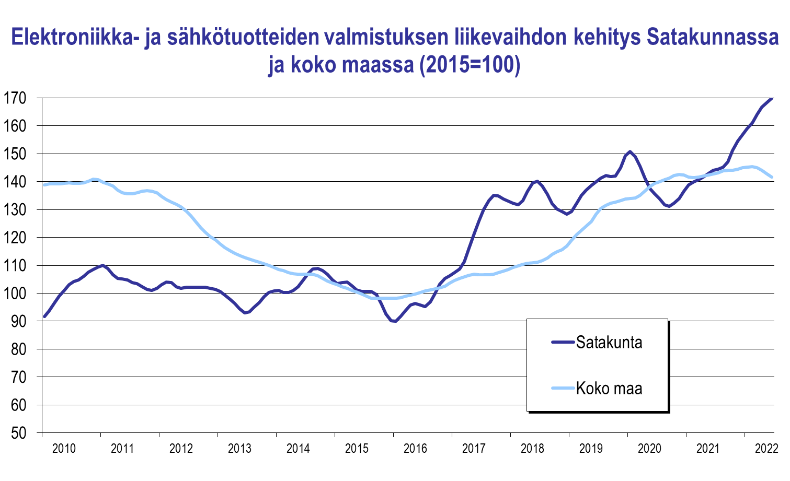 Elektroniikka- ja sähkötuotteiden valmistuksen liikevaihdon kehitys Satakunnassa
ja koko maassa (2015=100)
170
160
150
140
130
120
110
100
90
80
70
60
50
Satakunta
Koko maa
2010 2011 2012 2013 2014 2015 2016 2017 2018 2019 2020 2021 2022